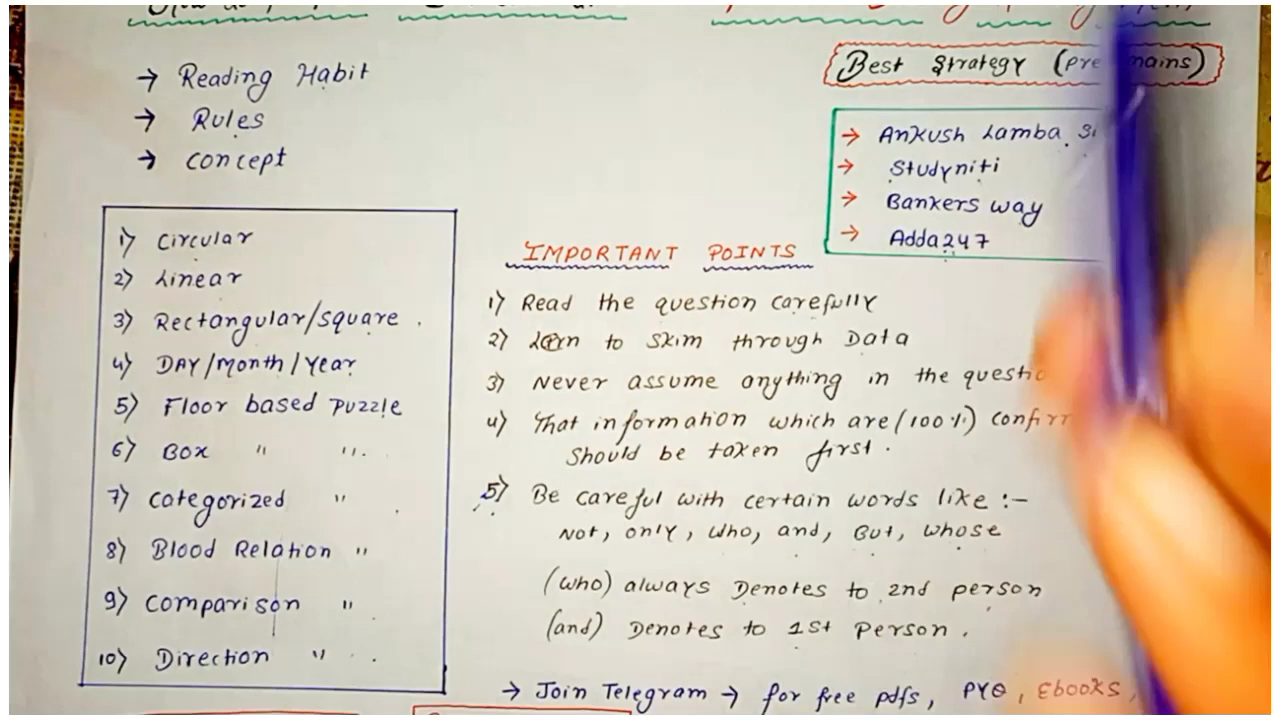 → Reading Habit
→ Rules
→ concept
Best Strategy (Pre mains)
→ Ankush Lamba
→ Studyniti
→ Bankers way
→ Adda247
1) Circular
2) Linear
3) Rectangular/square.
4) DAY/month/Year
5) Floor based puzzle
6) Box " ".
7) categorized " .
8) Blood Relation "
9) comparison "
10) Direction " .
IMPORTANT POINTS
1) Read the question carefully
2) Learn to skim through Data
3) Never assume anything in the
4) That information which are (100%)
should be taken first.
5) Be careful with certain words like :-
Not, only, who, and, But, whose
(who) always Denotes to 2nd person
(and) Denotes to 1st Person.
→ Join Telegram → for free pdfs, PYQ, Ebooks,